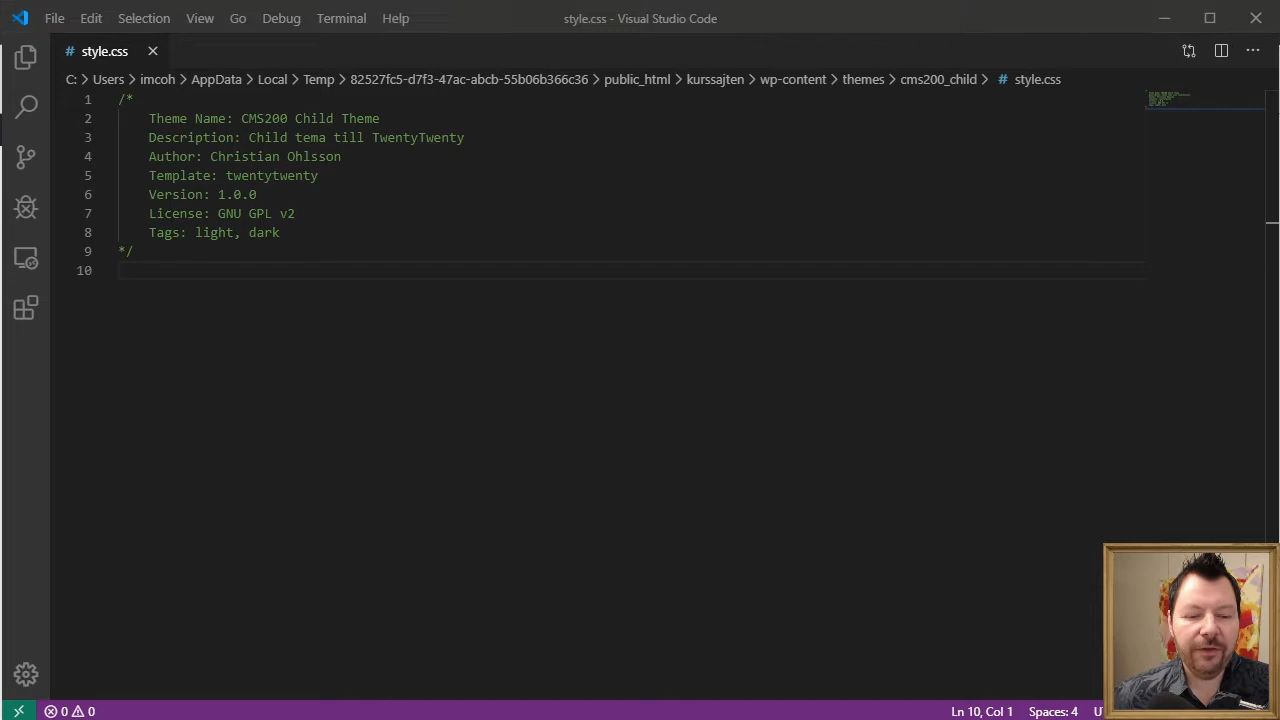 File Edit Selection View Go Debug Terminal Help
style.css - Visual Studio Code
# style.css
C: > Users > imcoh > AppData > Local > Temp > 82527fc5-d7f3-47ac-abcb-55b06b366c36 > public_html > kurssajten > wp-content > themes > cms200_child > # style.css
1 /*
2 Theme Name: CMS200 Child Theme
3 Description: Child tema till TwentyTwenty
4 Author: Christian Ohlsson
5 Template: twentytwenty
6 Version: 1.0.0
7 License: GNU GPL v2
8 Tags: light, dark
9 */
10
0 0 Ln 10, Col 1 Spaces: 4